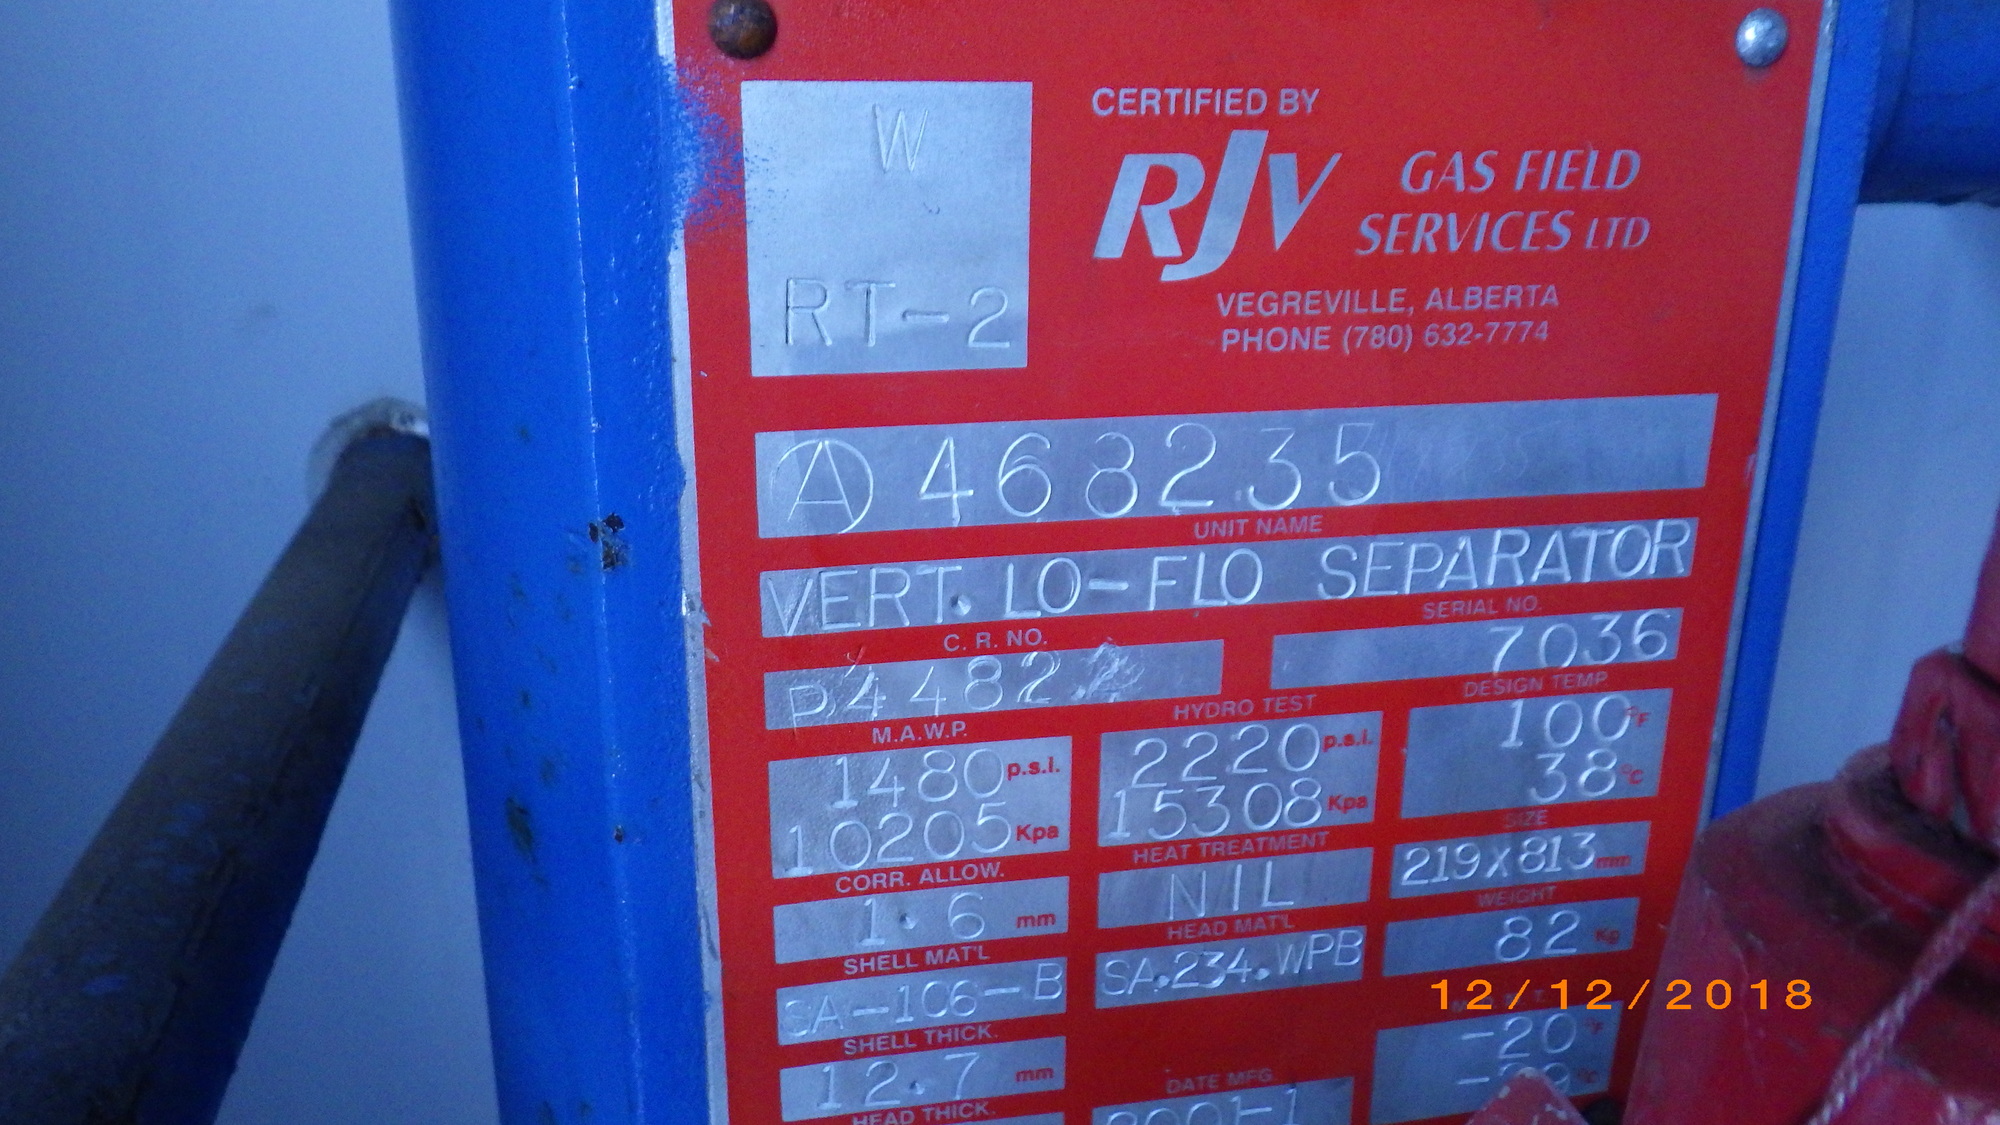 W
RT-2
CERTIFIED BY
RJV GAS FIELD
SERVICES LTD
VEGREVILLE, ALBERTA
PHONE (780) 632-7774
Ⓐ 468235
UNIT NAME
VERT. LO-FLO SEPARATOR
C. R. NO.
P4482
SERIAL NO.
7036
M.A.W.P.
1480 p.s.i.
10205 Kpa
HYDRO TEST
2220 p.s.i.
15308 Kpa
DESIGN TEMP.
100 °F
38 °C
CORR. ALLOW.
1.6 mm
HEAT TREATMENT
NIL
SIZE
219X813 mm
SHELL MAT'L
SA-106-B
HEAD MAT'L
SA.234.WPB
WEIGHT
82 Kg
SHELL THICK.
12.7 mm
-20 °F
DATE MFG
2001-1
HEAD THICK.
12/12/2018